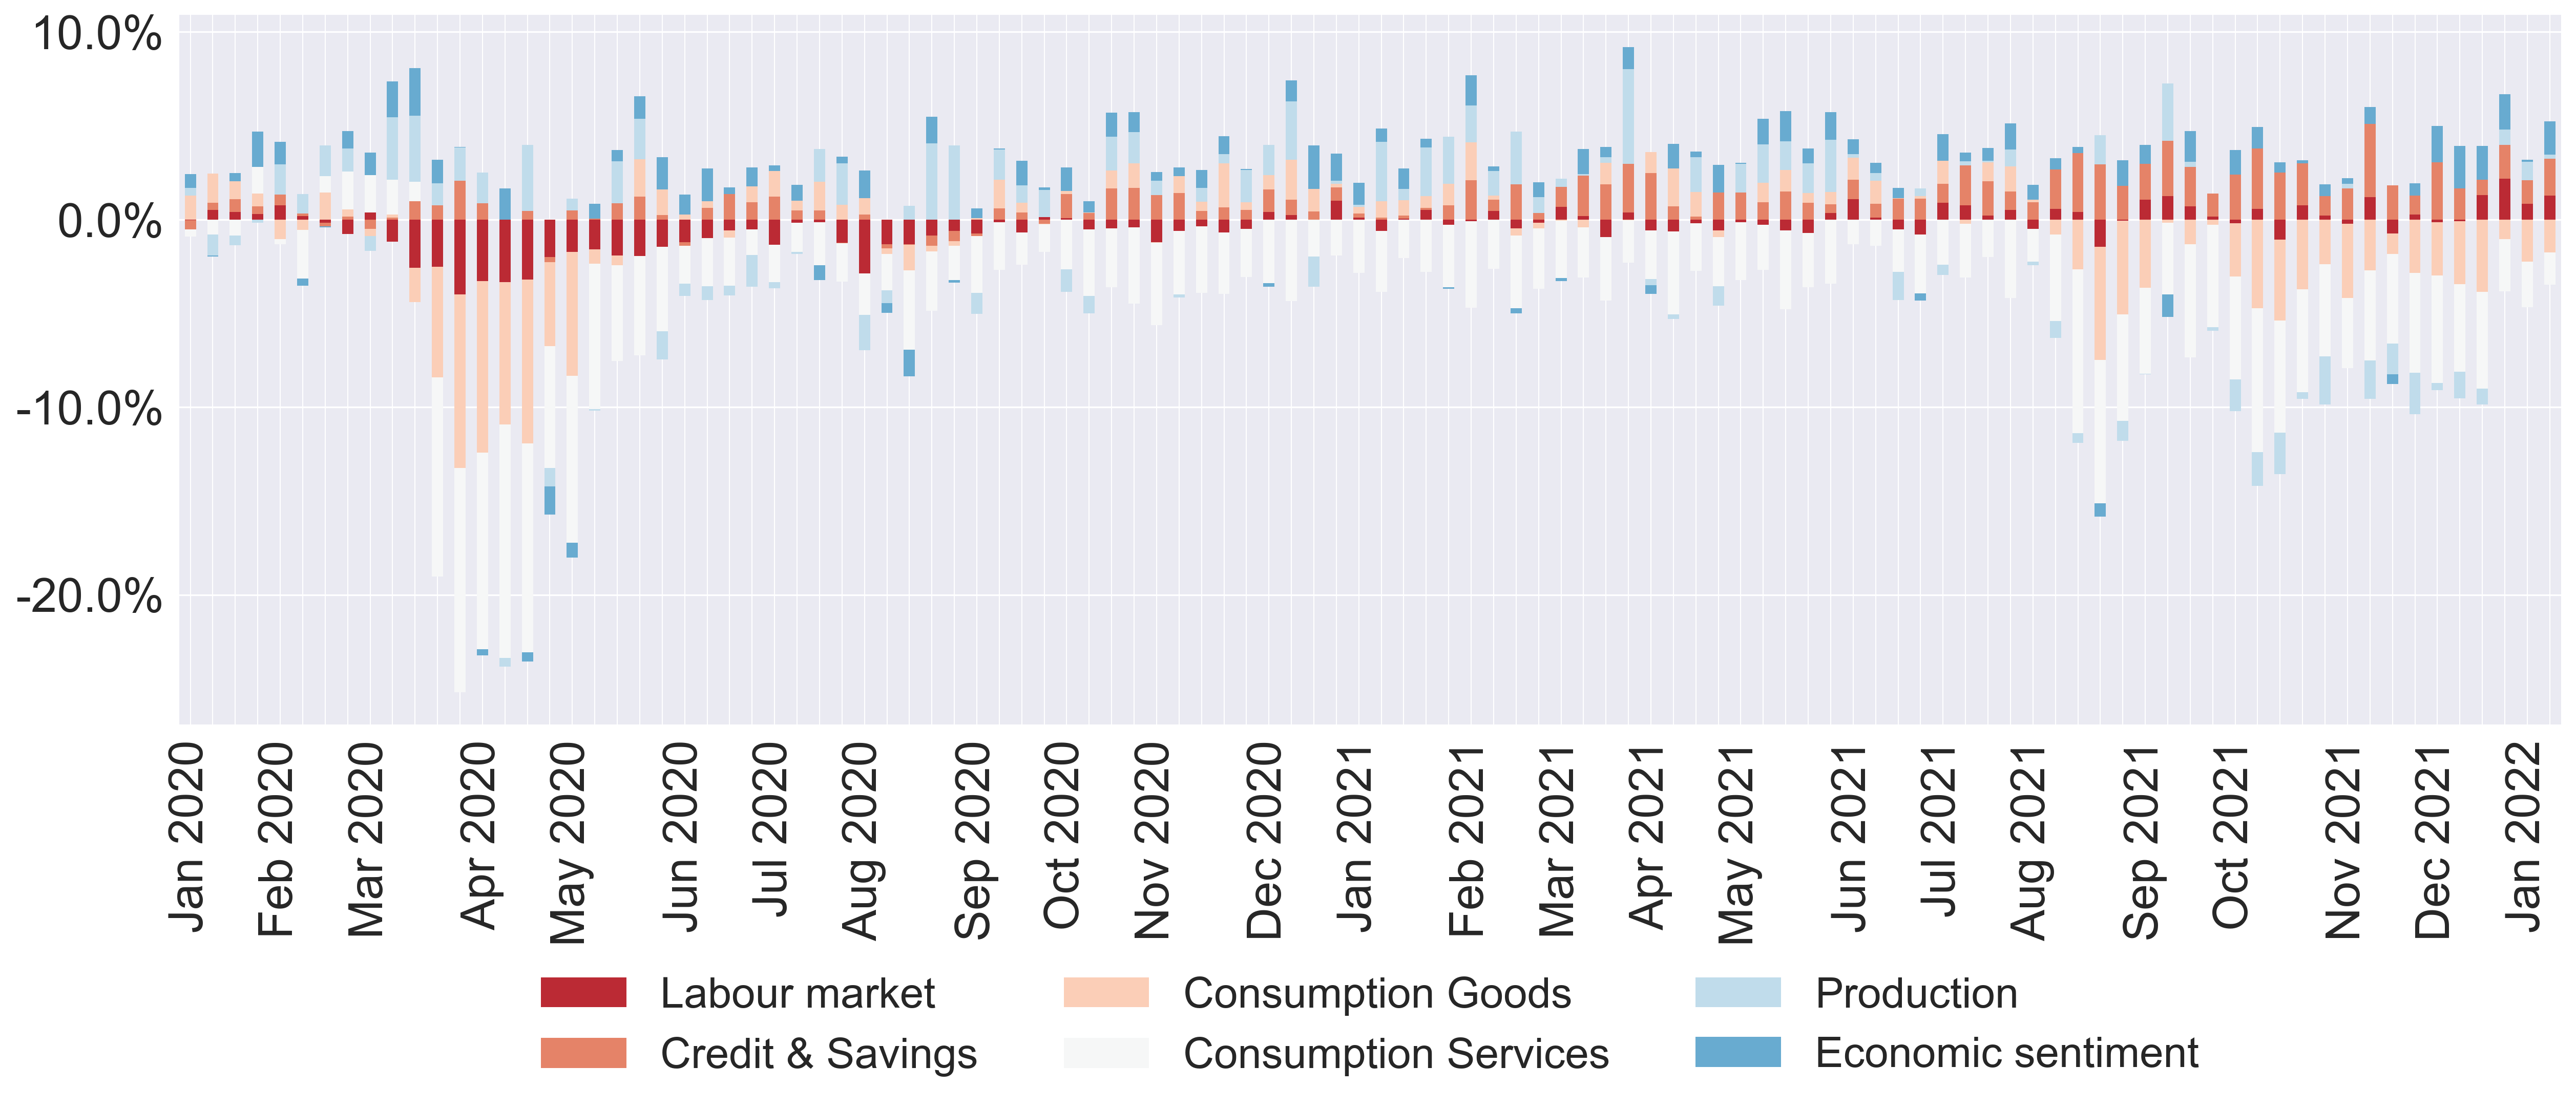 10.0%
0.0%
-10.0%
-20.0%
Jan 2020
Feb 2020
Mar 2020
Apr 2020
May 2020
Jun 2020
Jul 2020
Aug 2020
Sep 2020
Oct 2020
Nov 2020
Dec 2020
Jan 2021
Feb 2021
Mar 2021
Apr 2021
May 2021
Jun 2021
Jul 2021
Aug 2021
Sep 2021
Oct 2021
Nov 2021
Dec 2021
Jan 2022
Labour market
Consumption Goods
Production
Credit & Savings
Consumption Services
Economic sentiment